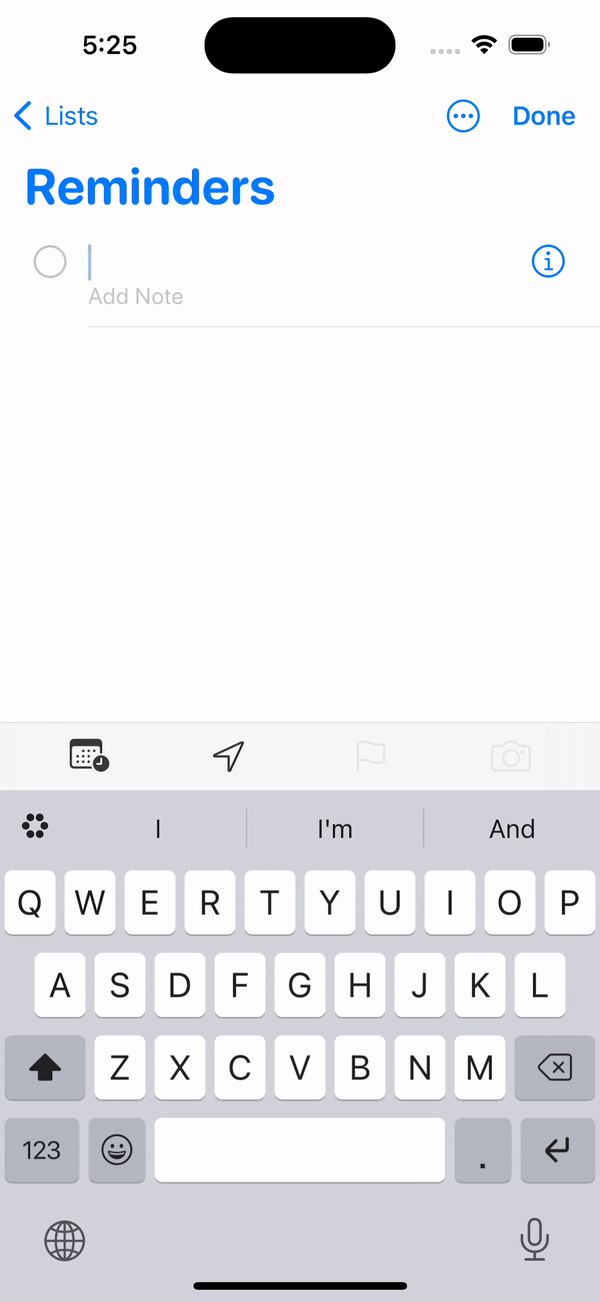 5:25
Lists
Done
Reminders
Add Note
I I'm And
Q W E R T Y U I O P
A S D F G H J K L
Z X C V B N M
123 .